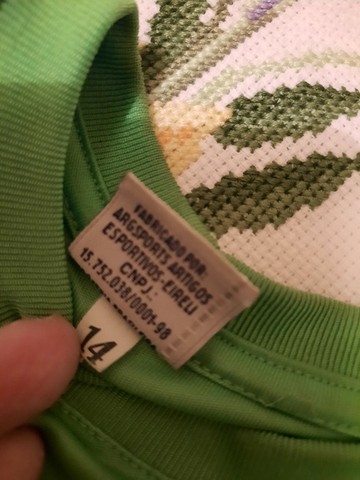 FABRICADO POR:
ARGSPORTS ARTIGOS
ESPORTIVOS-EIRELI
CNPJ:
15.752.038/0001-98
14